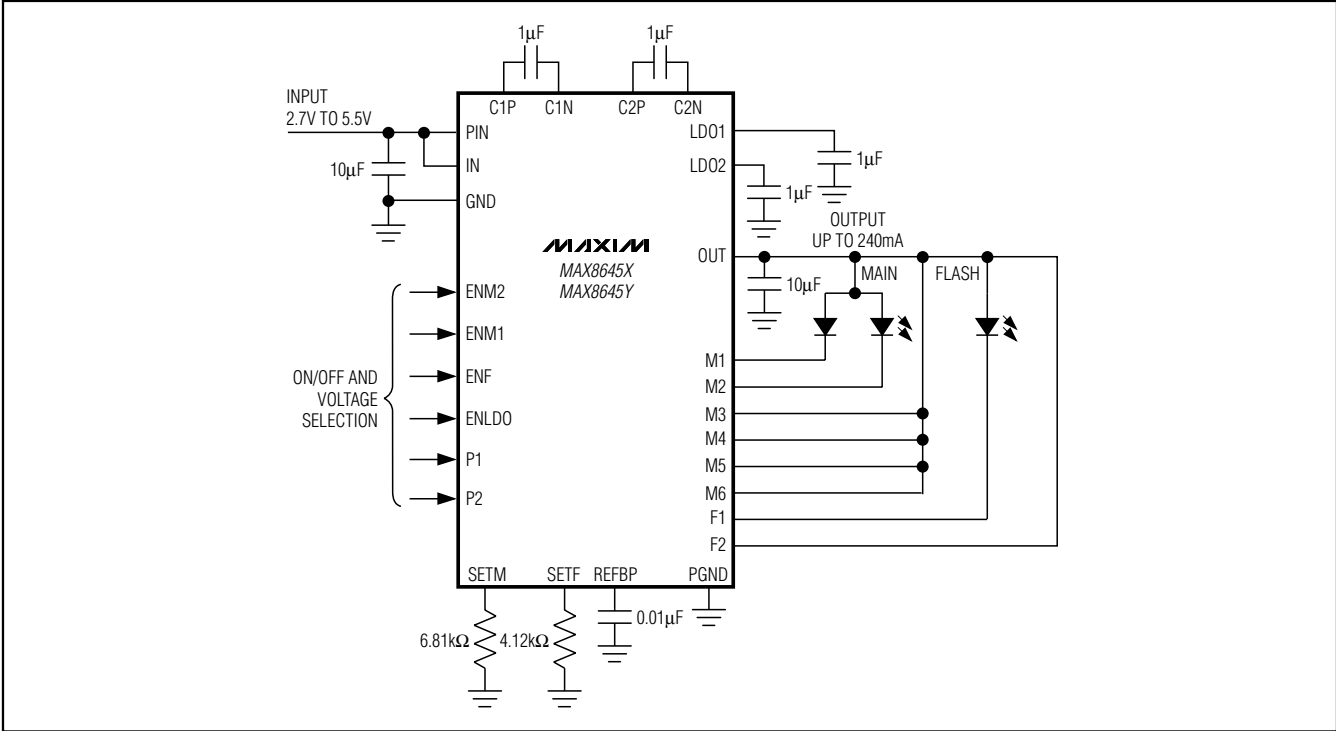 1µF
1µF
INPUT
2.7V TO 5.5V
C1P
C1N
C2P
C2N
PIN
LDO1
10µF
IN
LDO2
1µF
1µF
GND
OUTPUT
UP TO 240mA
MAXIM
MAX8645X
MAX8645Y
OUT
MAIN
FLASH
10µF
ENM2
ENM1
ON/OFF AND
VOLTAGE
SELECTION
ENF
ENLDO
P1
P2
M1
M2
M3
M4
M5
M6
F1
F2
SETM
SETF
REFBP
PGND
6.81kΩ
4.12kΩ
0.01µF